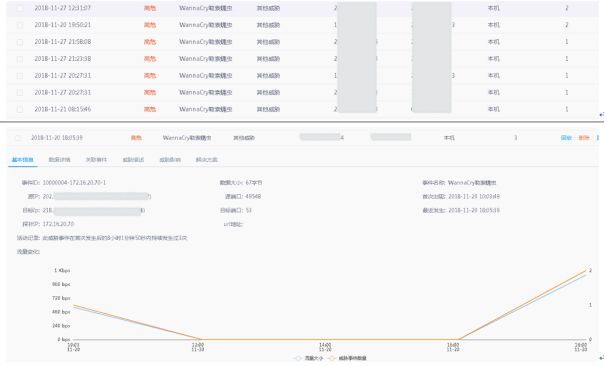 2018-11-27 12:31:07 高危 WannaCry勒索蠕虫 其他威胁 2 2 本机 2
2018-11-20 19:50:21 高危 WannaCry勒索蠕虫 其他威胁 1 3 本机 2
2018-11-27 21:58:08 高危 WannaCry勒索蠕虫 其他威胁 2 本机 1
2018-11-27 21:23:38 高危 WannaCry勒索蠕虫 其他威胁 2 2 本机 1
2018-11-27 20:27:31 高危 WannaCry勒索蠕虫 其他威胁 1 3 本机 1
2018-11-27 20:27:31 高危 WannaCry勒索蠕虫 其他威胁 2 本机 1
2018-11-21 08:15:46 高危 WannaCry勒索蠕虫 其他威胁 2 本机 1
2018-11-20 18:05:39 高危 WannaCry勒索蠕虫 其他威胁 4 本机 3 删除
基本信息 数据详情 关联事件 威胁描述 威胁影响 解决方案
事件ID: 10000004-172.16.20.70-1 数据大小: 67字节 事件名称: WannaCry勒索蠕虫
源IP: 202. 源端口: 49548 首次出现: 2018-11-20 10:03:49
目标ip: 218. 目标端口: 53 最近发生: 2018-11-20 18:05:39
探针IP: 172.16.20.70 url地址:
活动记录: 此威胁事件在首次发生后的8小时1分钟50秒内持续发生过3次
流量变化:
1 Kbps 2
960 bps
720 bps
480 bps 1
240 bps
0 bps 0
12:00 14:00 16:00
11-20 11-20 11-20 11-20
流量大小 威胁事件数量